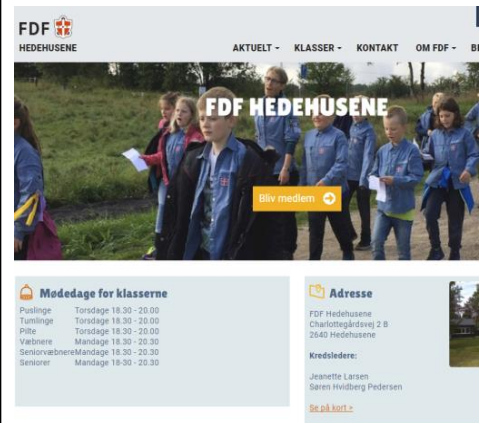 FDF
HEDEHUSENE
AKTUELT
KLASSER
KONTAKT
OM FDF
FDF HEDEHUSENE
Bliv medlem
Mødedage for klasserne
Puslinge Torsdage 18.30 - 20.00
Tumlinge Torsdage 18.30 - 20.00
Pilte Torsdage 18.30 - 20.00
Væbnere Mandage 18.30 - 20.30
SeniorvæbnereMandage 18.30 - 20.30
Seniorer Mandage 18-30 - 20.30
Adresse
FDF Hedehusene
Charlottegårdsvej 2 B
2640 Hedehusene
Kredsledere:
Jeanette Larsen
Søren Hvidberg Pedersen
Se på kort >